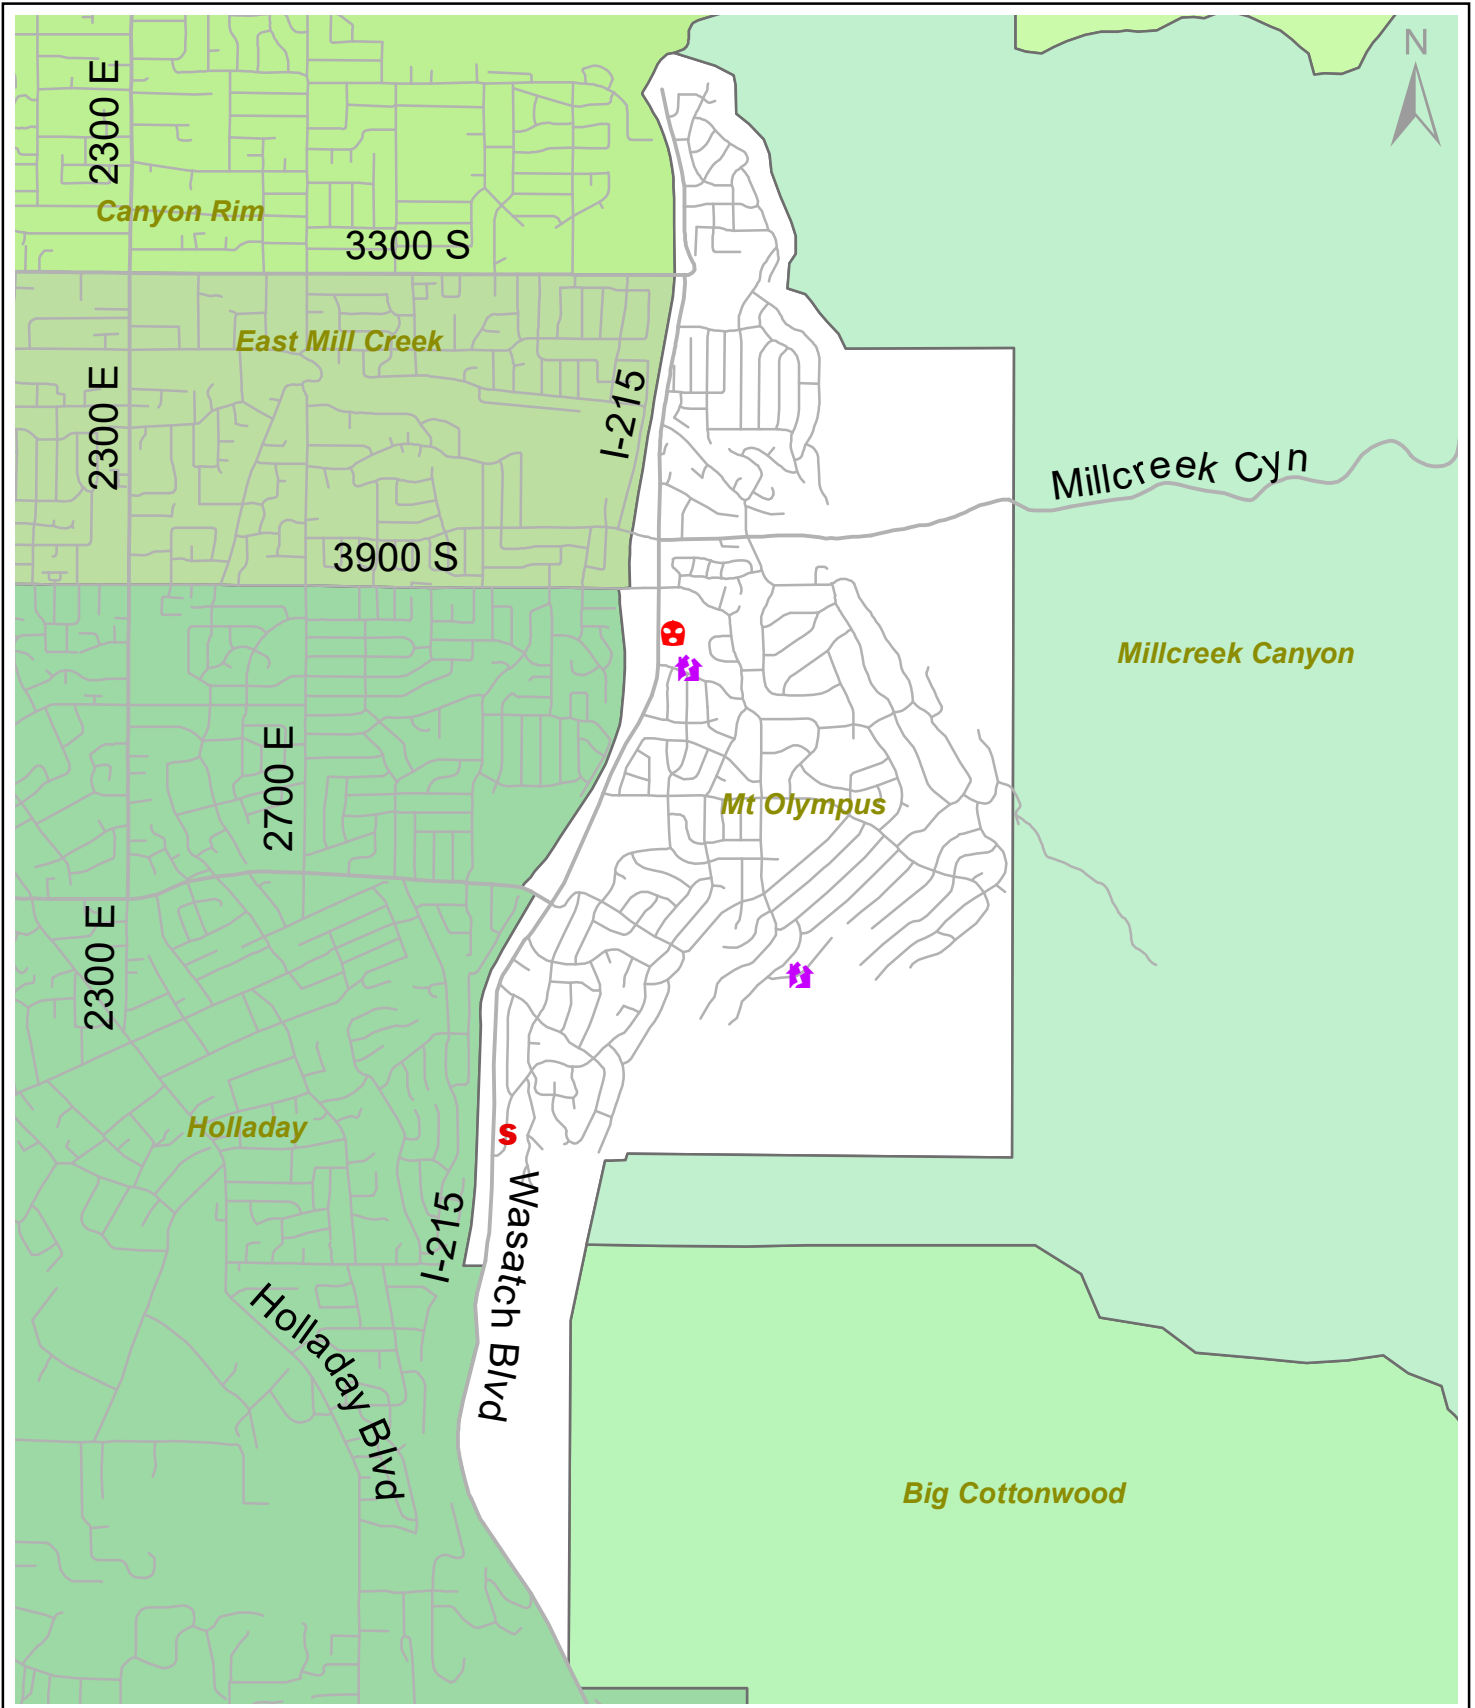 N
2300 E
Canyon Rim
3300 S
East Mill Creek
2300 E
I-215
Millcreek Cyn
3900 S
Millcreek Canyon
2700 E
Mt Olympus
2300 E
Holladay
S
I-215
Wasatch Blvd
Holladay Blvd
Big Cottonwood